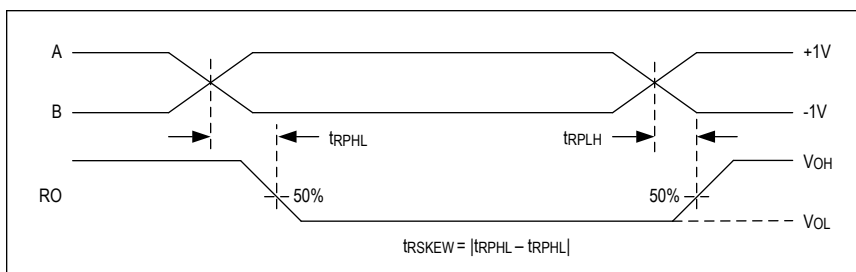 A
+1V
B
-1V
tRPHL
tRPLH
VOH
RO
50%
50%
VOL
tRSKEW = |tRPHL – tRPHL|